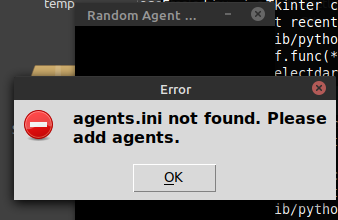 temp
Random Agent ...
kinter c
t recent
ib/pytho
f.func(*
electdar
Error
agents.ini not found. Please
add agents.
OK
ib/pytho